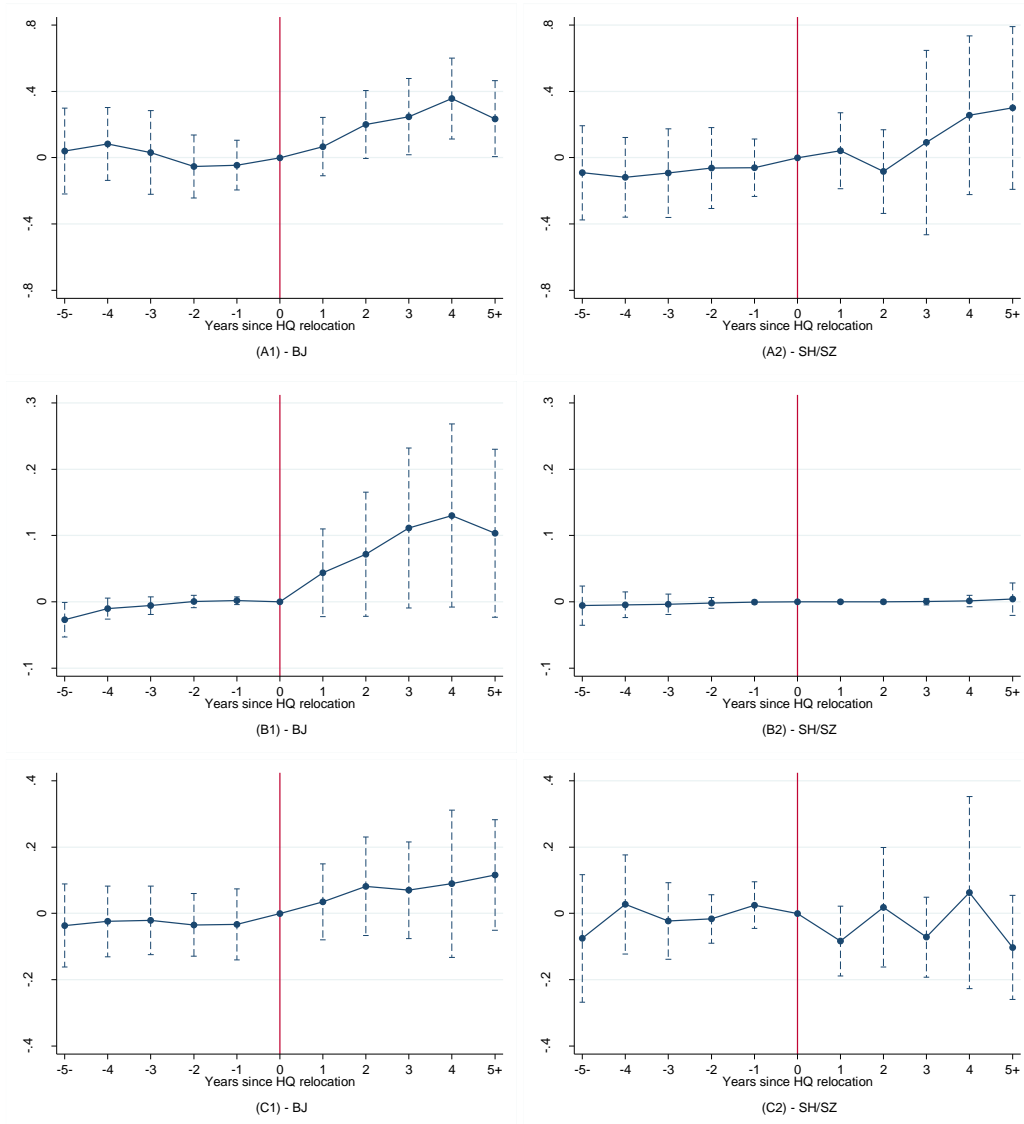 .8
.4
0
-.4
-.8
-5- -4 -3 -2 -1 0 1 2 3 4 5+
Years since HQ relocation
(A1) - BJ
.8
.4
0
-.4
-.8
-5- -4 -3 -2 -1 0 1 2 3 4 5+
Years since HQ relocation
(A2) - SH/SZ
.3
.2
.1
0
-.1
-5- -4 -3 -2 -1 0 1 2 3 4 5+
Years since HQ relocation
(B1) - BJ
.3
.2
.1
0
-.1
-5- -4 -3 -2 -1 0 1 2 3 4 5+
Years since HQ relocation
(B2) - SH/SZ
.4
.2
0
-.2
-.4
-5- -4 -3 -2 -1 0 1 2 3 4 5+
Years since HQ relocation
(C1) - BJ
.4
.2
0
-.2
-.4
-5- -4 -3 -2 -1 0 1 2 3 4 5+
Years since HQ relocation
(C2) - SH/SZ